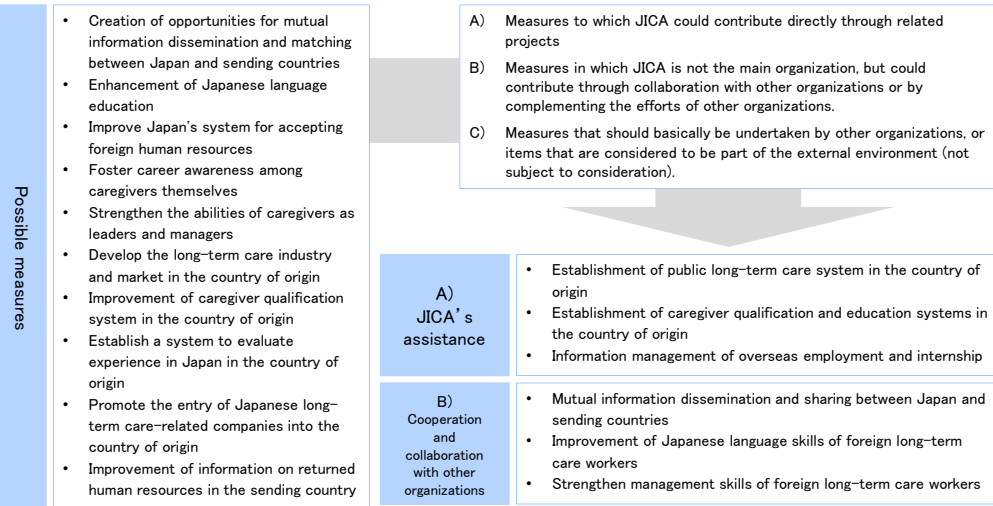 Possible measures
• Creation of opportunities for mutual
information dissemination and matching
between Japan and sending countries
• Enhancement of Japanese language
education
• Improve Japan's system for accepting
foreign human resources
• Foster career awareness among
caregivers themselves
• Strengthen the abilities of caregivers as
leaders and managers
• Develop the long-term care industry
and market in the country of origin
• Improvement of caregiver qualification
system in the country of origin
• Establish a system to evaluate
experience in Japan in the country of
origin
• Promote the entry of Japanese long-
term care-related companies into the
country of origin
• Improvement of information on returned
human resources in the sending country
A) Measures to which JICA could contribute directly through related
projects
B) Measures in which JICA is not the main organization, but could
contribute through collaboration with other organizations or by
complementing the efforts of other organizations.
C) Measures that should basically be undertaken by other organizations, or
items that are considered to be part of the external environment (not
subject to consideration).
A)
JICA's
assistance
• Establishment of public long-term care system in the country of
origin
• Establishment of caregiver qualification and education systems in
the country of origin
• Information management of overseas employment and internship
B)
Cooperation
and
collaboration
with other
organizations
• Mutual information dissemination and sharing between Japan and
sending countries
• Improvement of Japanese language skills of foreign long-term
care workers
• Strengthen management skills of foreign long-term care workers